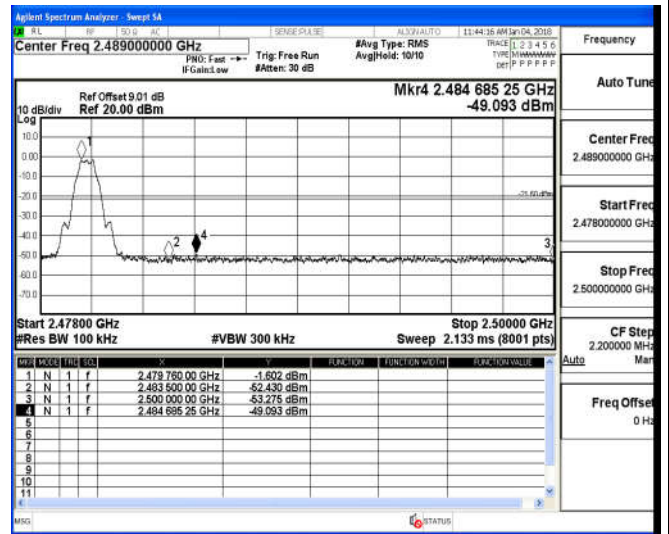 Agilent Spectrum Analyzer - Swept SA
RL RF 50 Ω AC SENSE:PULSE ALIGNAUTO 11:44:16 AM Jan 04, 2018
Center Freq 2.489000000 GHz
PNO: Fast
IFGain:Low
Trig: Free Run
#Atten: 30 dB
#Avg Type: RMS
Avg|Hold: 10/10
TRACE 1 2 3 4 5 6
TYPE MWWWWW
DET P P P P P P
Ref Offset 9.01 dB
10 dB/div Ref 20.00 dBm
Log
Mkr4 2.484 685 25 GHz
-49.093 dBm
10.0
0.00
-10.0
-20.0
-30.0
-40.0
-50.0
-60.0
-70.0
1
2
4
3
-21.60 dBm
Start 2.47800 GHz Stop 2.50000 GHz
#Res BW 100 kHz #VBW 300 kHz Sweep 2.133 ms (8001 pts)
MKR MODE TRC SCL X Y FUNCTION FUNCTION WIDTH FUNCTION VALUE
1 N 1 f 2.479 760 00 GHz -1.602 dBm
2 N 1 f 2.483 500 00 GHz -52.430 dBm
3 N 1 f 2.500 000 00 GHz -53.275 dBm
4 N 1 f 2.484 685 25 GHz -49.093 dBm
5
6
7
8
9
10
11
MSG STATUS
Frequency
Auto Tune
Center Freq
2.489000000 GHz
Start Freq
2.478000000 GHz
Stop Freq
2.500000000 GHz
CF Step
2.200000 MHz
Auto Man
Freq Offset
0 Hz